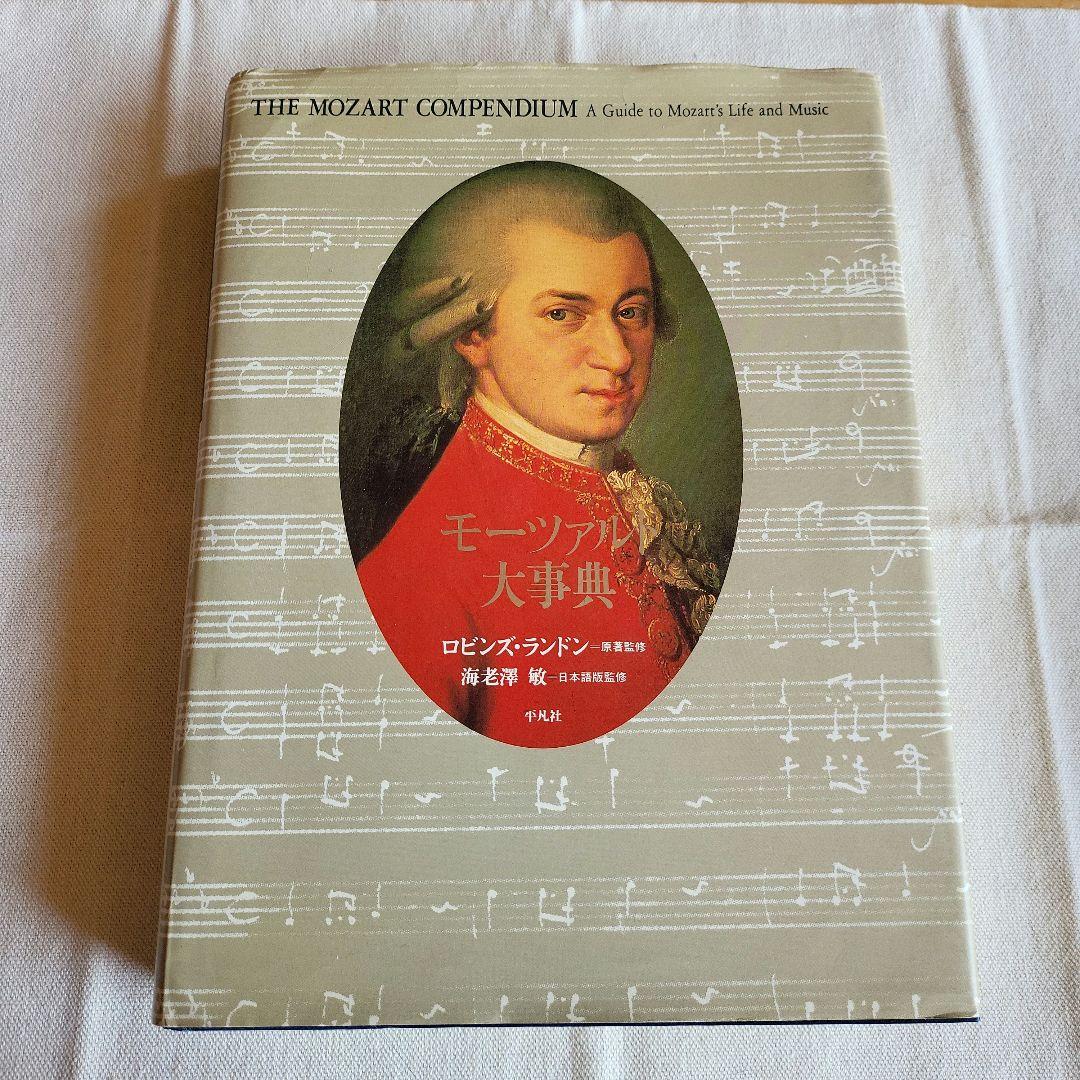 THE MOZART COMPENDIUM A Guide to Mozart's Life and Music
モーツァルト
大事典
ロビンズ・ランドン=原著監修
海老澤 敏=日本語版監修
平凡社